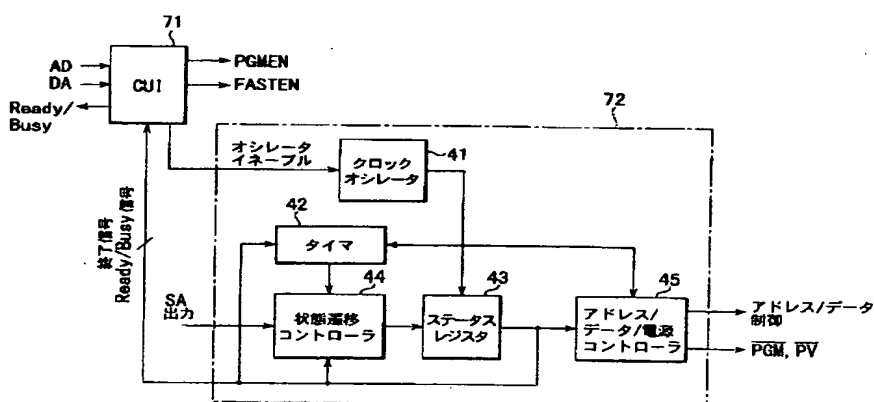 71
AD
DA
Ready/
Busy
CUI
PGMEN
FASTEN
72
オシレータ
イネーブル
クロック
オシレータ
41
終了信号
Ready/Busy信号
42
タイマ
SA
出力
44
状態遷移
コントローラ
43
ステータス
レジスタ
45
アドレス/
データ/電源
コントローラ
アドレス/データ
制御
P̅G̅M̅, P̅V̅